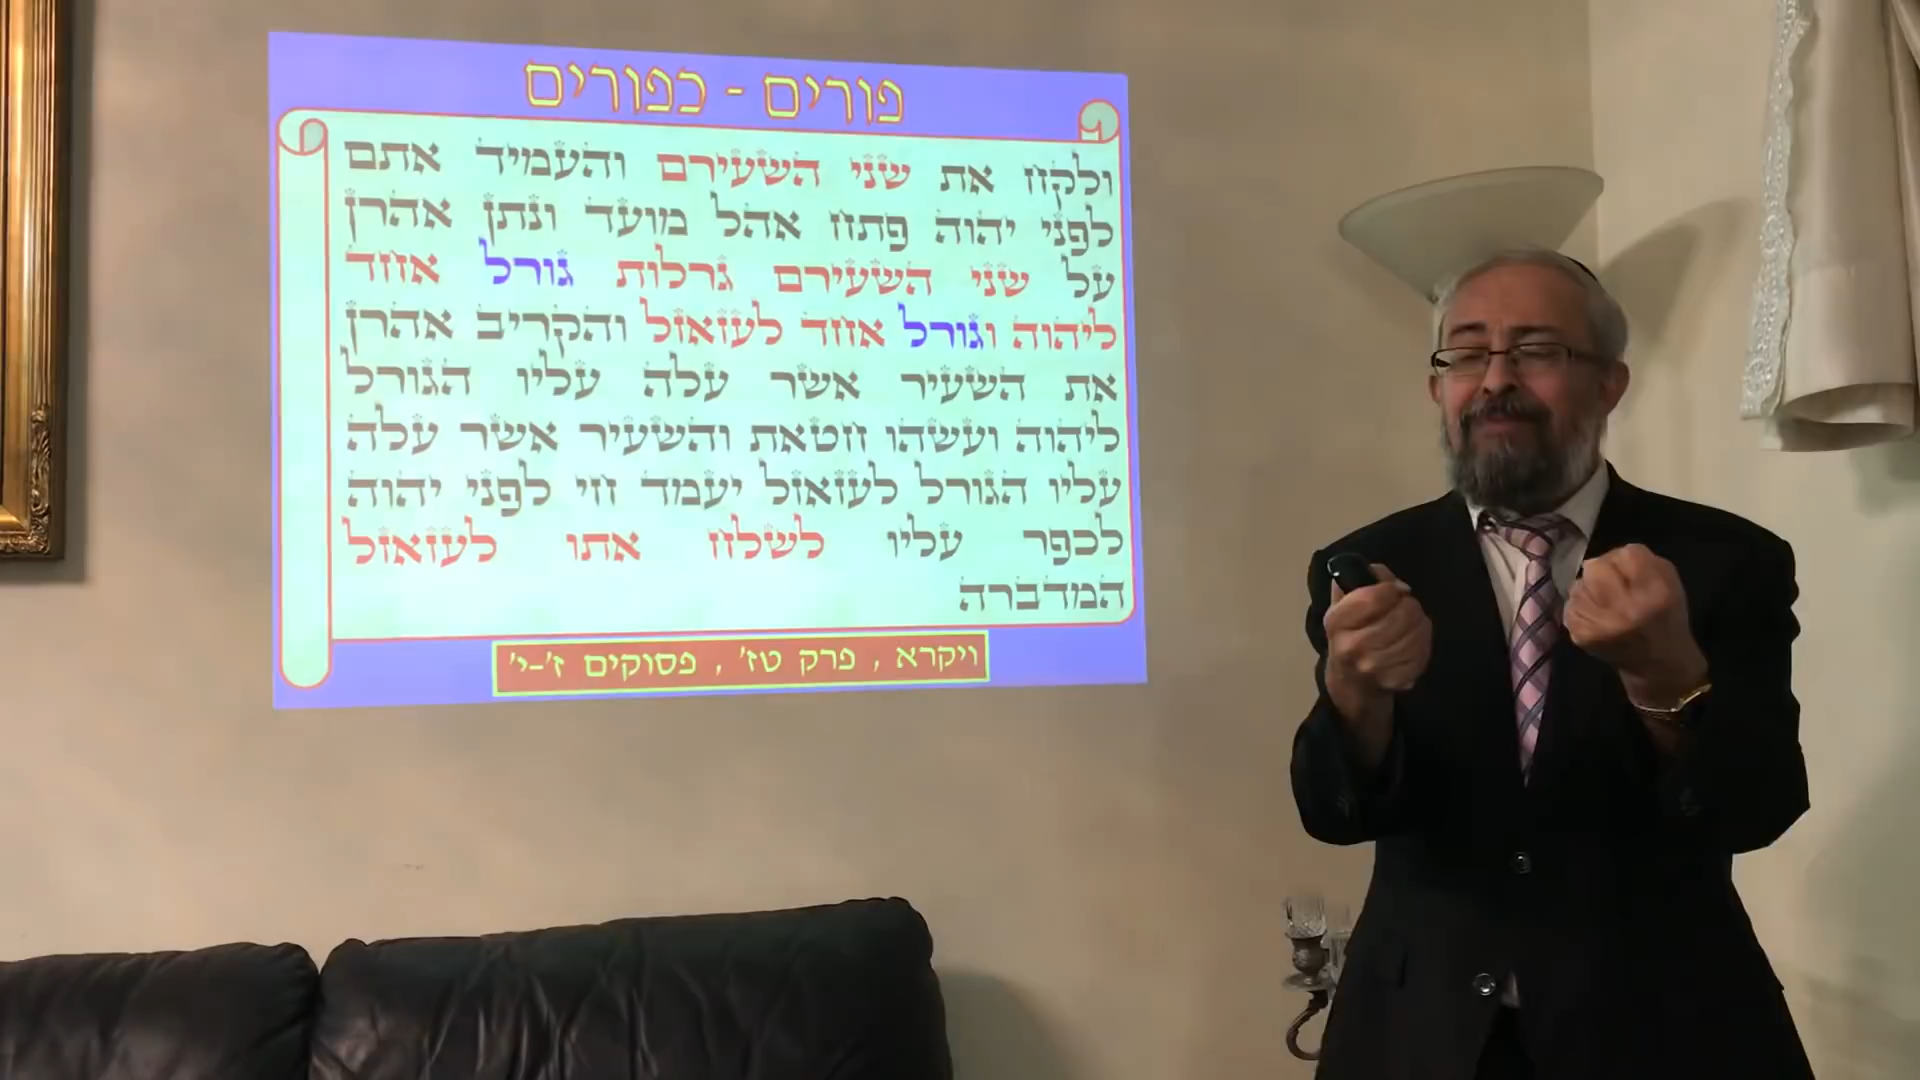 פורים - כפורים
ולקח את שני השעירם והעמיד אתם
לפני יהוה פתח אהל מועד ונתן אהרן
על שני השעירם גרלות גורל אחד
ליהוה וגורל אחד לעזאזל והקריב אהרן
את השעיר אשר עלה עליו הגורל
ליהוה ועשהו חטאת והשעיר אשר עלה
עליו הגורל לעזאזל יעמד חי לפני יהוה
לכפר עליו לשלח אתו לעזאזל
המדברה
ויקרא , פרק טז' , פסוקים ז'-י'